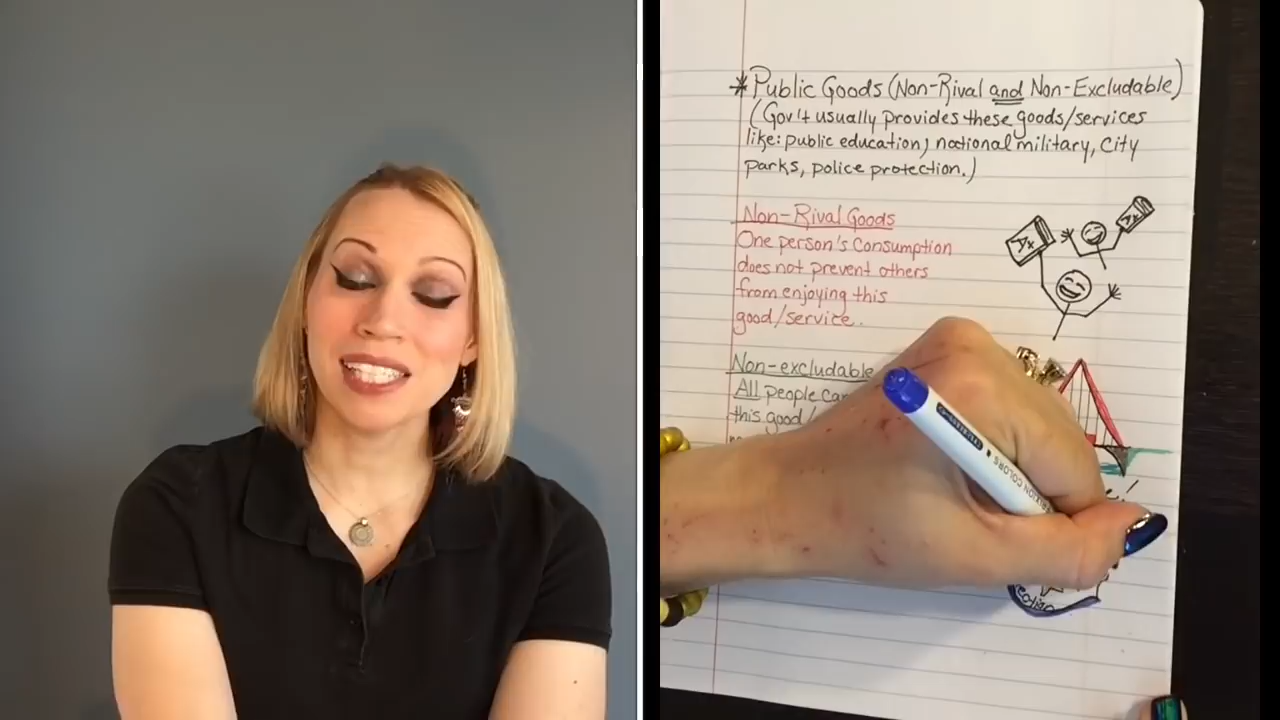 *Public Goods (Non-Rival and Non-Excludable)
(Gov't usually provides these goods/services
like: public education, national military, city
parks, police protection.)
Non-Rival Goods
One person's Consumption
does not prevent others
from enjoying this
good/service.
A+
A+
Non-excludable
All people can
this good/
COLORS